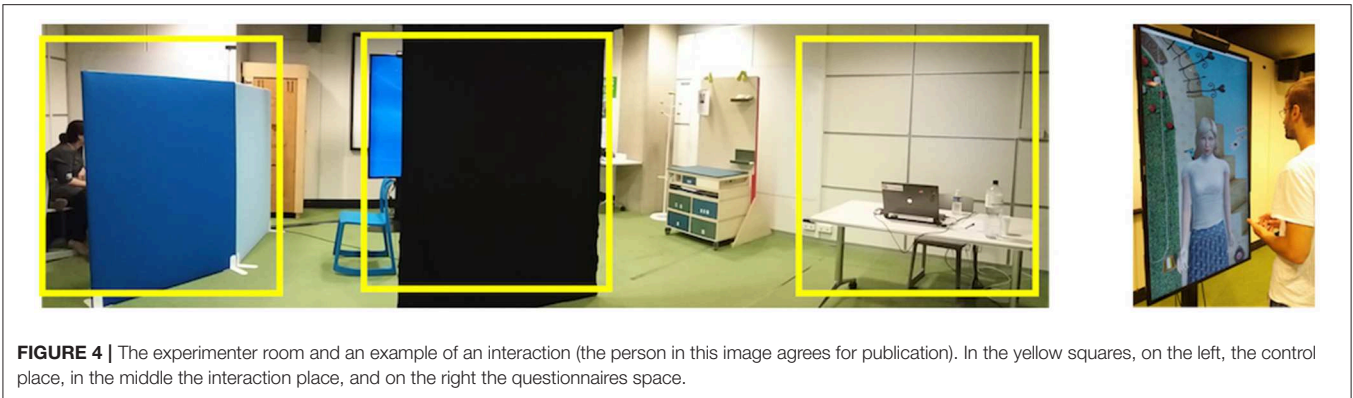 FIGURE 4 | The experimenter room and an example of an interaction (the person in this image agrees for publication). In the yellow squares, on the left, the control
place, in the middle the interaction place, and on the right the questionnaires space.